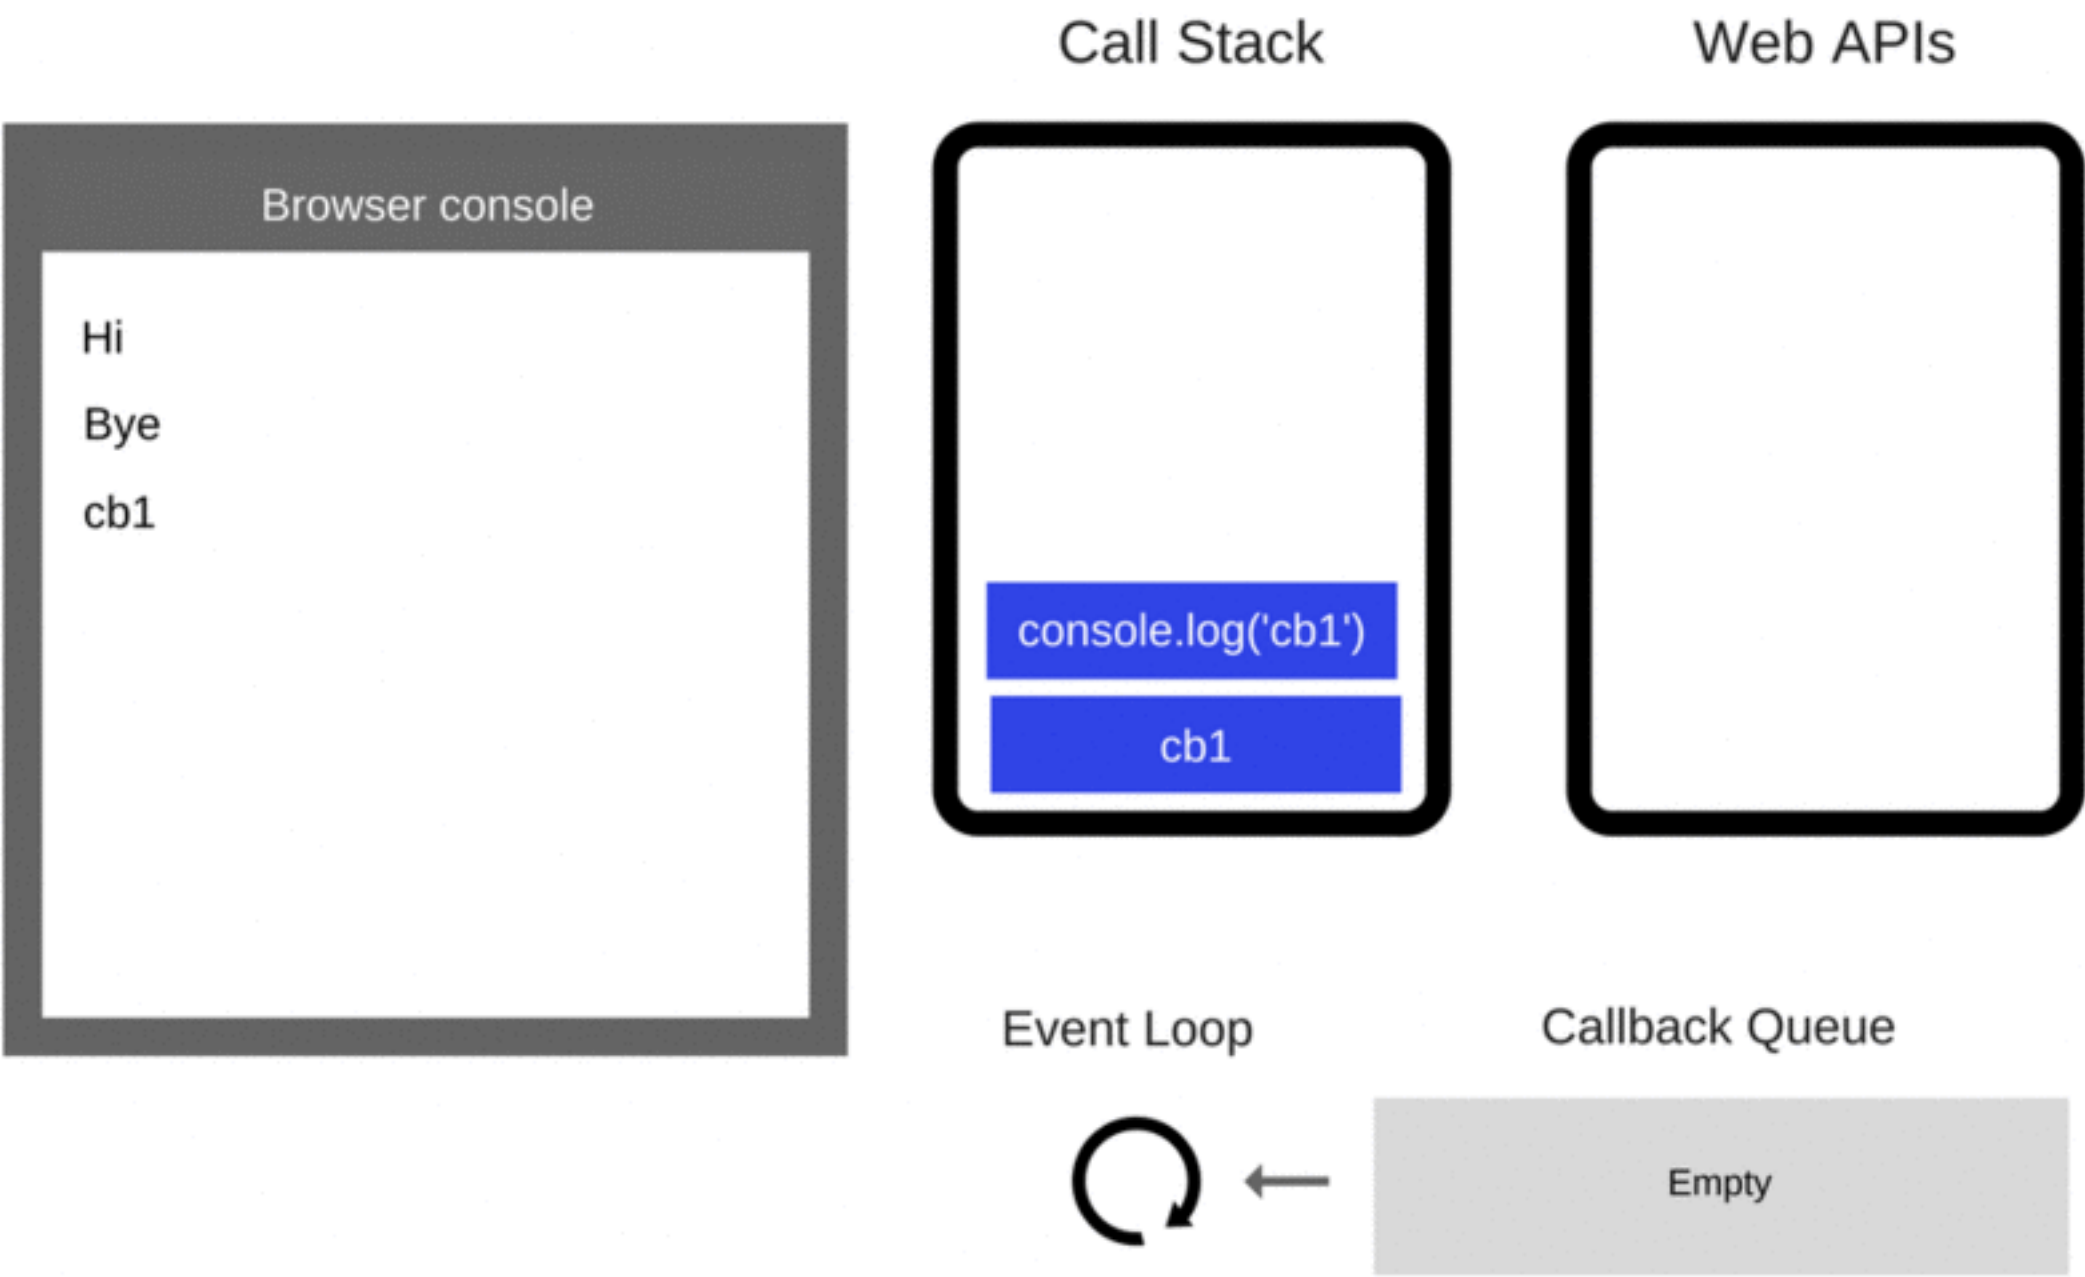 Call Stack
Web APIs
Browser console
Hi
Bye
cb1
console.log('cb1')
cb1
Event Loop
Callback Queue
Empty